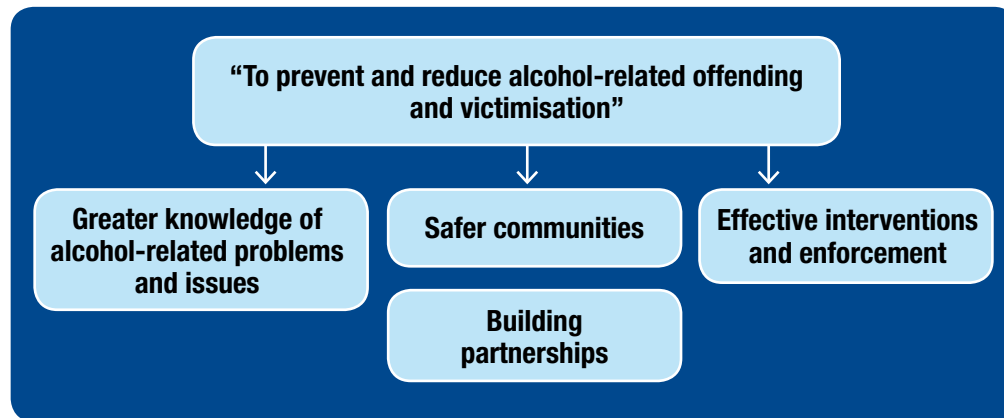 “To prevent and reduce alcohol-related offending
and victimisation”
Greater knowledge of
alcohol-related problems
and issues
Safer communities
Effective interventions
and enforcement
Building
partnerships